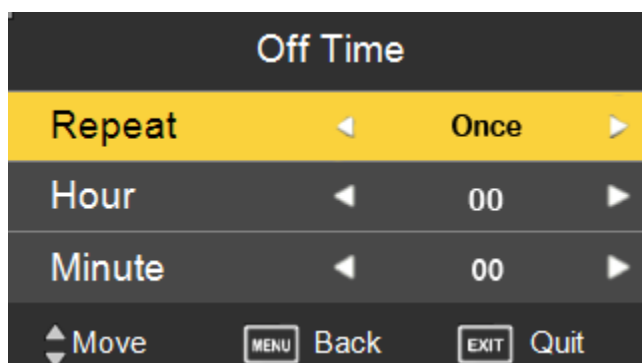 Off Time
Repeat Once
Hour 00
Minute 00
Move MENU Back EXIT Quit